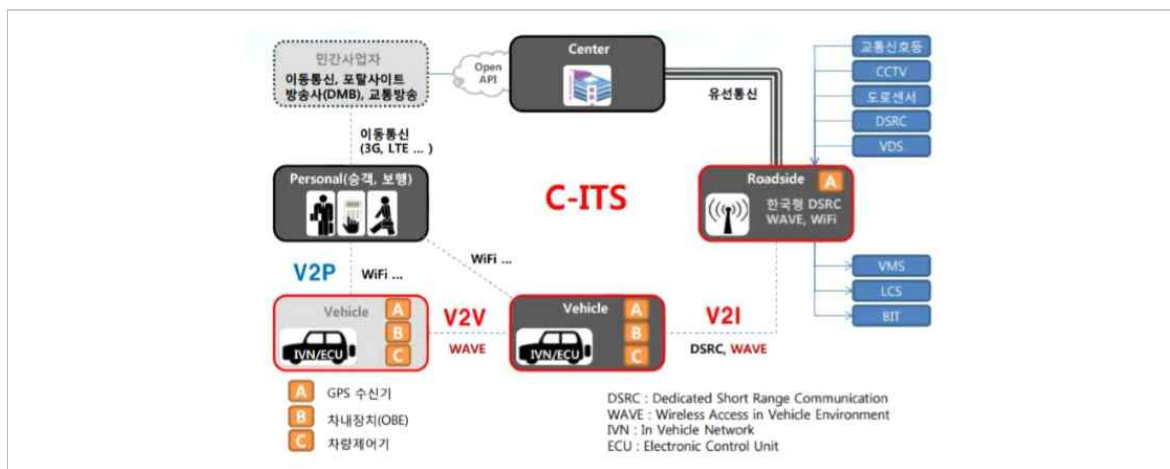 민간사업자
이동통신, 포탈사이트
방송사(DMB), 교통방송
Open
API
Center
유선통신
교통신호등
CCTV
도로센서
DSRC
VDS
이동통신
(3G, LTE ... )
Personal(승객, 보행)
C-ITS
Roadside
A
한국형 DSRC
WAVE, WiFi
V2P
WiFi ...
WiFi ...
VMS
LCS
BIT
Vehicle
A
B
C
IVN/ECU
V2V
WAVE
Vehicle
A
B
C
IVN/ECU
V2I
DSRC, WAVE
A GPS 수신기
B 차내장치(OBE)
C 차량제어기
DSRC : Dedicated Short Range Communication
WAVE : Wireless Access in Vehicle Environment
IVN : In Vehicle Network
ECU : Electronic Control Unit